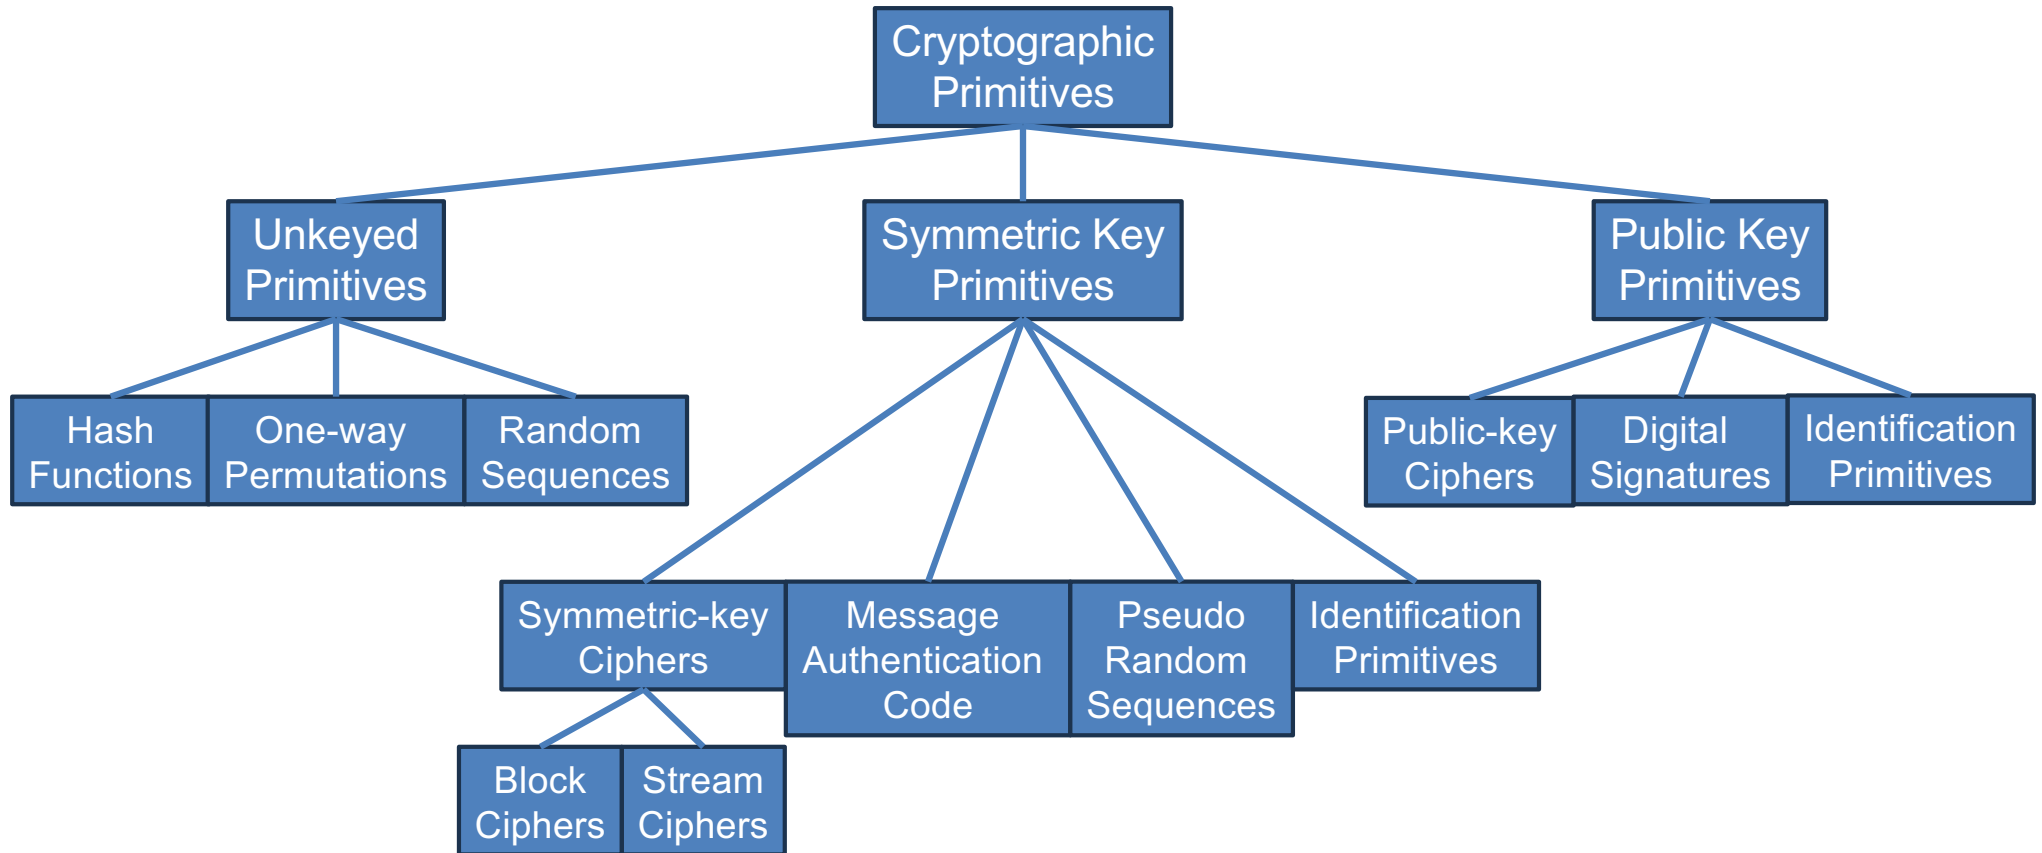 Cryptographic
Primitives
Unkeyed
Primitives
Symmetric Key
Primitives
Public Key
Primitives
Hash
Functions
One-way
Permutations
Random
Sequences
Public-key
Ciphers
Digital
Signatures
Identification
Primitives
Symmetric-key
Ciphers
Message
Authentication
Code
Pseudo
Random
Sequences
Identification
Primitives
Block
Ciphers
Stream
Ciphers